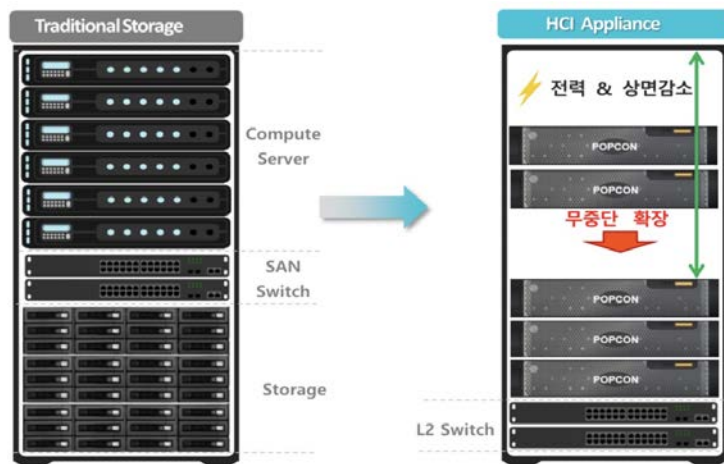 Traditional Storage
Compute
Server
SAN
Switch
Storage
HCI Appliance
전력 & 상면감소
POPCON
POPCON
무중단 확장
POPCON
POPCON
POPCON
L2 Switch